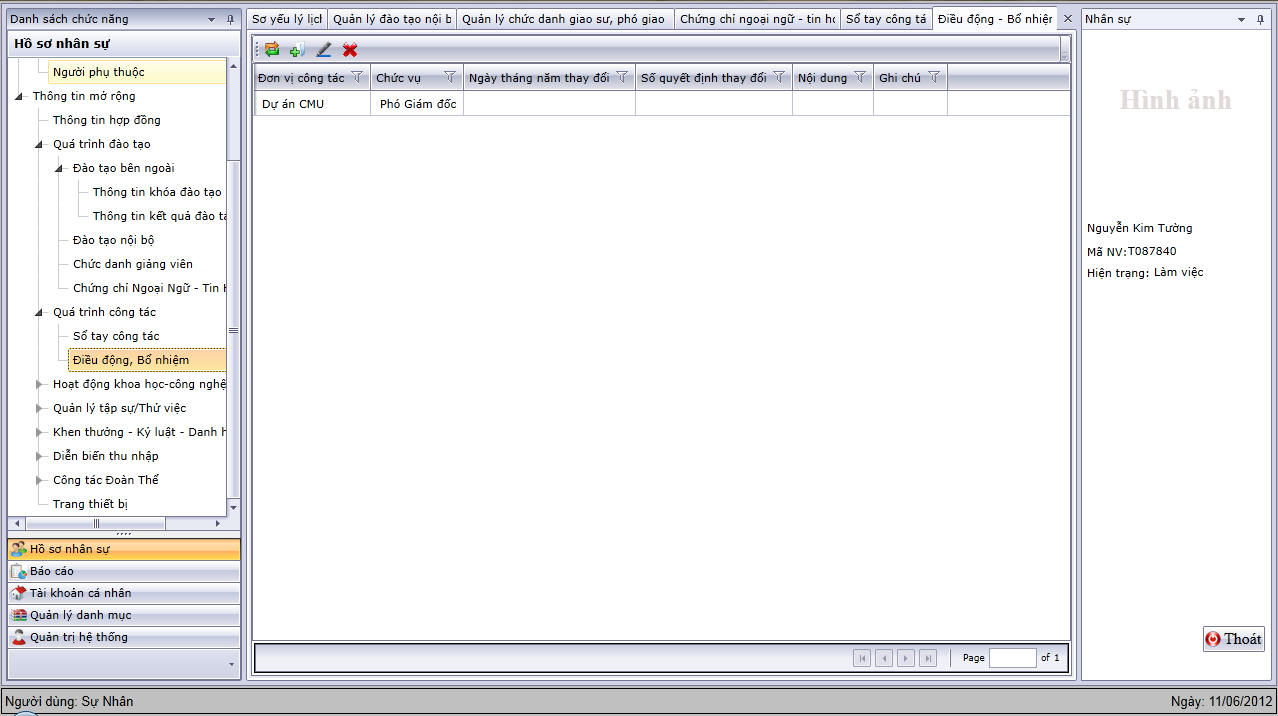 Danh sách chức năng
Hồ sơ nhân sự
Người phụ thuộc
Thông tin mở rộng
Thông tin hợp đồng
Quá trình đào tạo
Đào tạo bên ngoài
Thông tin khóa đào tạo
Thông tin kết quả đào tạ
Đào tạo nội bộ
Chức danh giảng viên
Chứng chỉ Ngoại Ngữ - Tin H
Quá trình công tác
Sổ tay công tác
Điều động, Bổ nhiệm
Hoạt động khoa học-công nghệ
Quản lý tập sự/Thử việc
Khen thưởng - Kỷ luật - Danh h
Diễn biến thu nhập
Công tác Đoàn Thể
Trang thiết bị
Hồ sơ nhân sự
Báo cáo
Tài khoản cá nhân
Quản lý danh mục
Quản trị hệ thống
Sơ yếu lý lịch Quản lý đào tạo nội b Quản lý chức danh giáo sư, phó giáo Chứng chỉ ngoại ngữ - tin họ Sổ tay công tá Điều động - Bổ nhiện
Đơn vị công tác Chức vụ Ngày tháng năm thay đổi Số quyết định thay đổi Nội dung Ghi chú
Dự án CMU Phó Giám đốc
Page of 1
Nhân sự
Hình ảnh
Nguyễn Kim Tường
Mã NV:T087840
Hiện trạng: Làm việc
Thoát
Người dùng: Sự Nhân Ngày: 11/06/2012